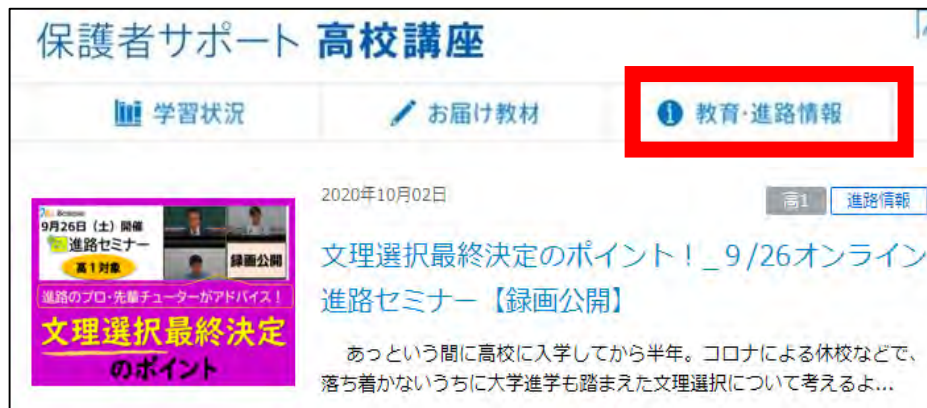 保護者サポート 高校講座
学習状況
お届け教材
教育・進路情報
2020年10月02日
高1
進路情報
9月26日（土）開催
進路セミナー
高1対象
録画公開
進路のプロ・先輩チューターがアドバイス！
文理選択最終決定
のポイント
文理選択最終決定のポイント！_９/26オンライン
進路セミナー【録画公開】
あっという間に高校に入学してから半年。コロナによる休校などで、
落ち着かないうちに大学進学も踏まえた文理選択について考えるよ...